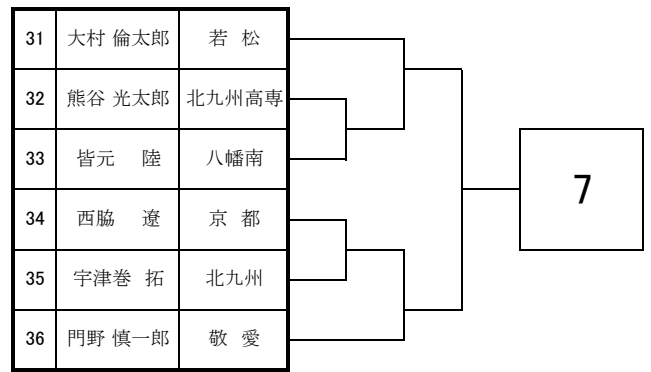 31 大村 倫太郎 若 松
32 熊谷 光太郎 北九州高専
33 皆元 陸 八幡南
34 西脇 遼 京 都
35 宇津巻 拓 北九州
36 門野 慎一郎 敬 愛
7